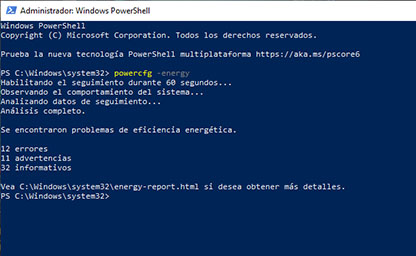 Administrador: Windows PowerShell
Windows PowerShell
Copyright (C) Microsoft Corporation. Todos los derechos reservados.
Prueba la nueva tecnología PowerShell multiplataforma https://aka.ms/pscore6
PS C:\Windows\system32> powercfg -energy
Habilitando el seguimiento durante 60 segundos...
Observando el comportamiento del sistema...
Analizando datos de seguimiento...
Análisis completo.
Se encontraron problemas de eficiencia energética.
12 errores
11 advertencias
32 informativos
Vea C:\Windows\system32\energy-report.html si desea obtener más detalles.
PS C:\Windows\system32>